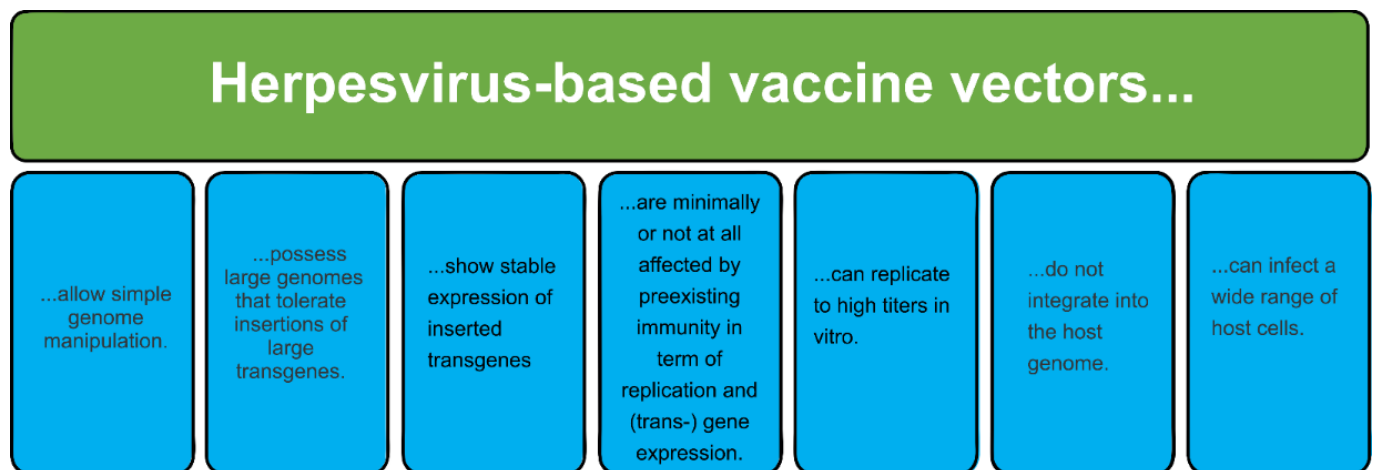 Herpesvirus-based vaccine vectors...
...allow simple
genome
manipulation.
...possess
large genomes
that tolerate
insertions of
large
transgenes.
...show stable
expression of
inserted
transgenes
...are minimally
or not at all
affected by
preexisting
immunity in
term of
replication and
(trans-) gene
expression.
...can replicate
to high titers in
vitro.
...do not
integrate into
the host
genome.
...can infect a
wide range of
host cells.